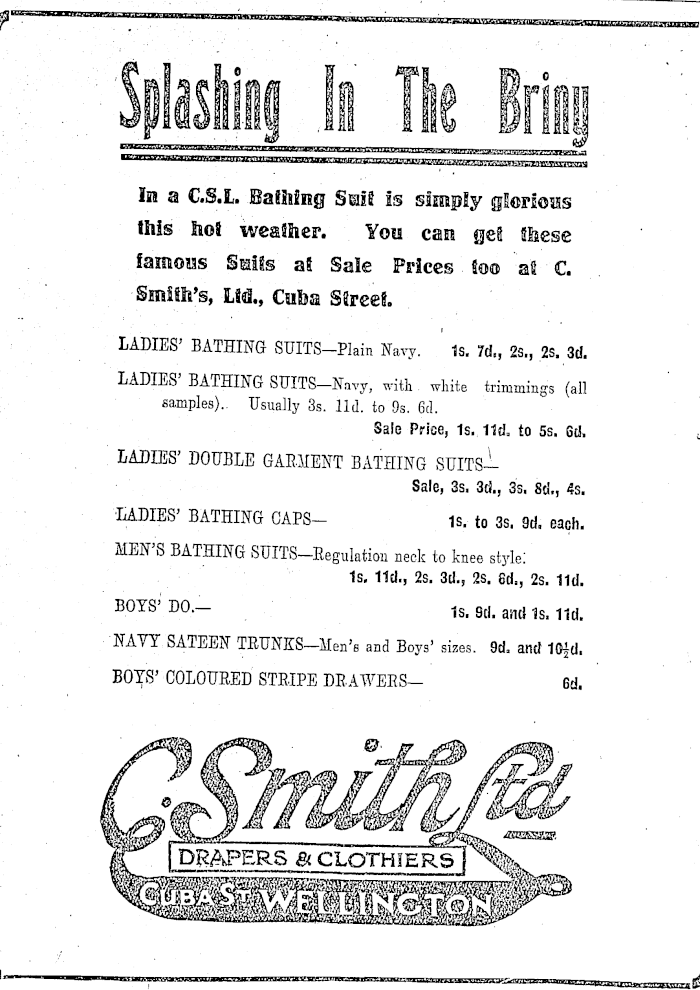 Splashing In The Briny
In a C.S.L. Bathing Suit is simply glorious
this hot weather. You can get these
famous Suits at Sale Prices too at C.
Smith's, Ltd., Cuba Street.
LADIES' BATHING SUITS—Plain Navy. 1s. 7d., 2s., 2s. 3d.
LADIES' BATHING SUITS—Navy, with white trimmings (all
samples). Usually 3s. 11d. to 9s. 6d.
Sale Price, 1s. 11d. to 5s. 6d.
LADIES' DOUBLE GARMENT BATHING SUITS—
Sale, 3s. 3d., 3s. 8d., 4s.
LADIES' BATHING CAPS— 1s. to 3s. 9d. each.
MEN'S BATHING SUITS—Regulation neck to knee style.
1s. 11d., 2s. 3d., 2s. 6d., 2s. 11d.
BOYS' DO.— 1s. 9d. and 1s. 11d.
NAVY SATEEN TRUNKS—Men's and Boys' sizes. 9d. and 10½d.
BOYS' COLOURED STRIPE DRAWERS— 6d.
C. Smith Ltd
DRAPERS & CLOTHIERS
CUBA ST WELLINGTON